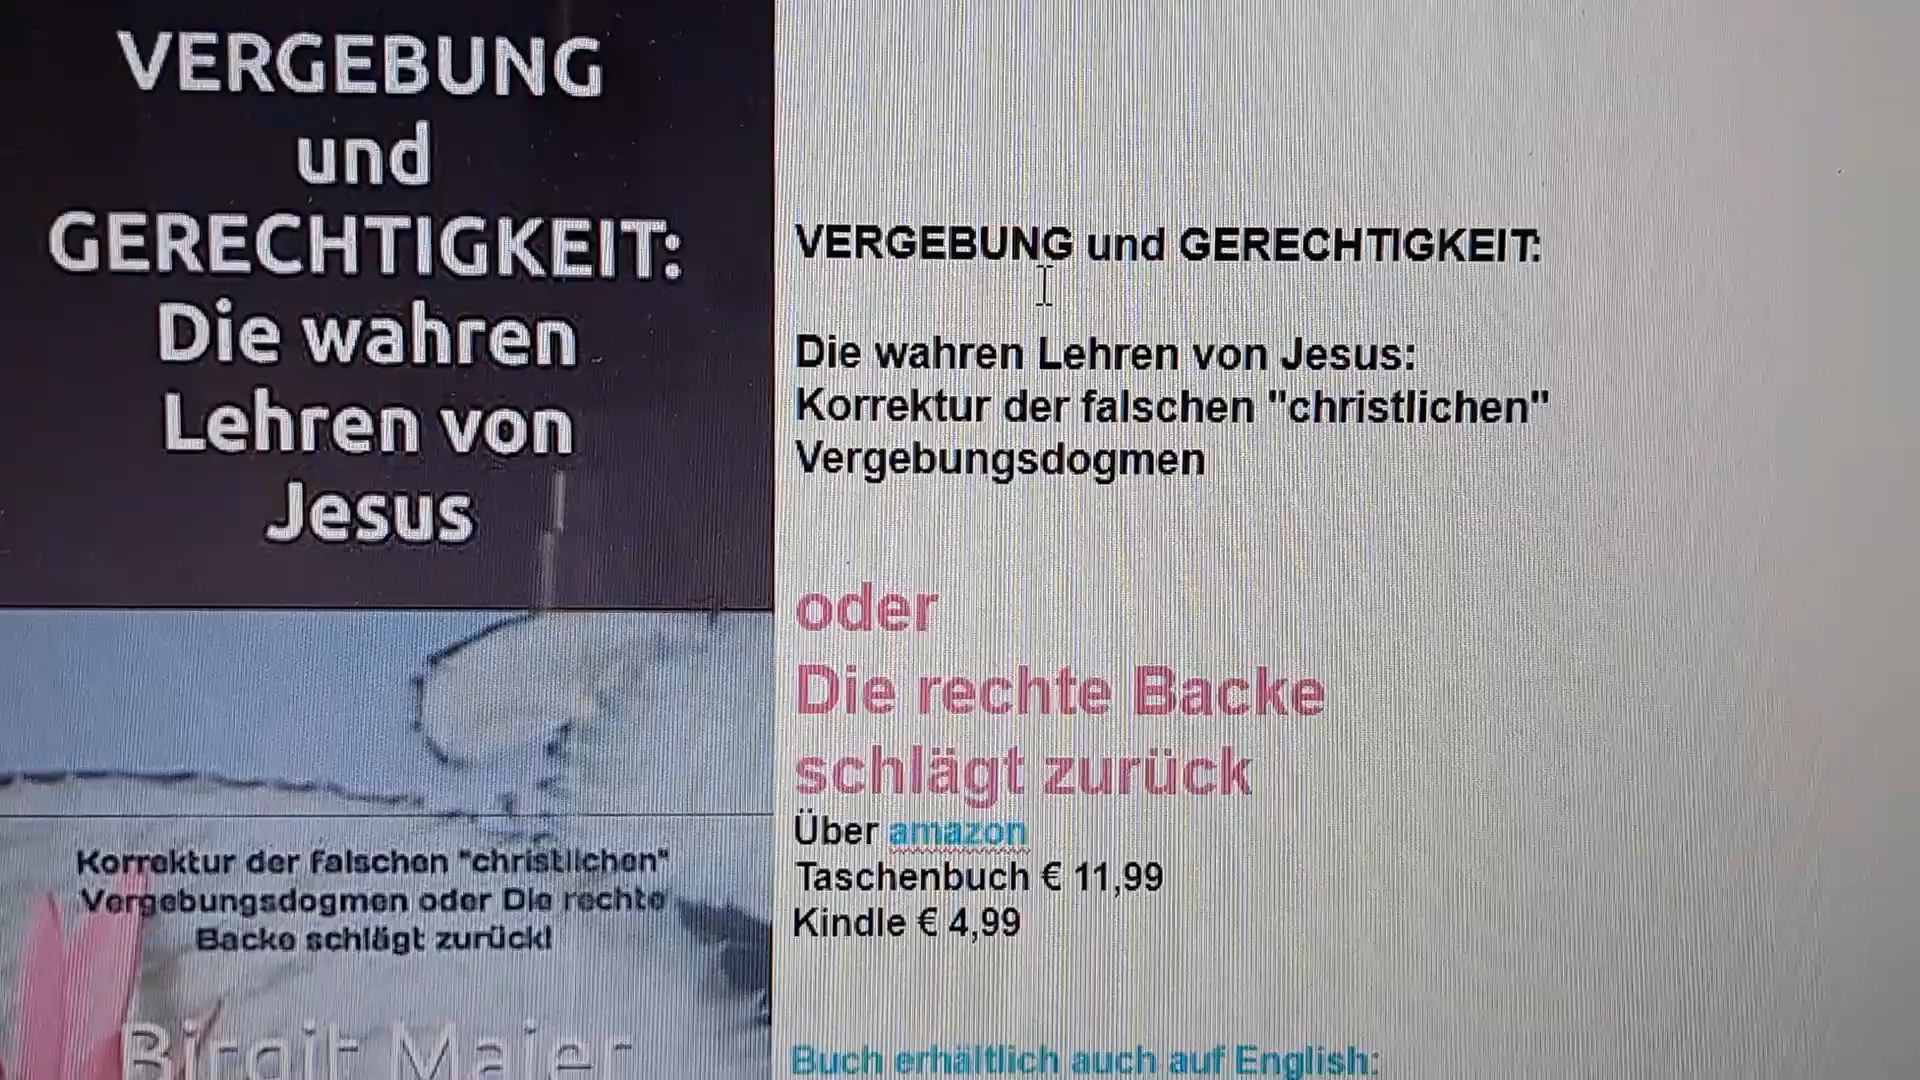 VERGEBUNG
und
GERECHTIGKEIT:
Die wahren
Lehren von
Jesus
Korrektur der falschen "christlichen"
Vergebungsdogmen oder Die rechte
Backe schlägt zurück!
Birgit Maier
VERGEBUNG und GERECHTIGKEIT:
Die wahren Lehren von Jesus:
Korrektur der falschen "christlichen"
Vergebungsdogmen
oder
Die rechte Backe
schlägt zurück
Über amazon
Taschenbuch € 11,99
Kindle € 4,99
Buch erhältlich auch auf English: